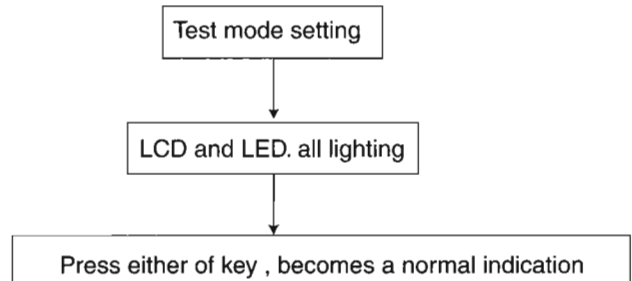 Test mode setting
LCD and LED. all lighting
Press either of key , becomes a normal indication